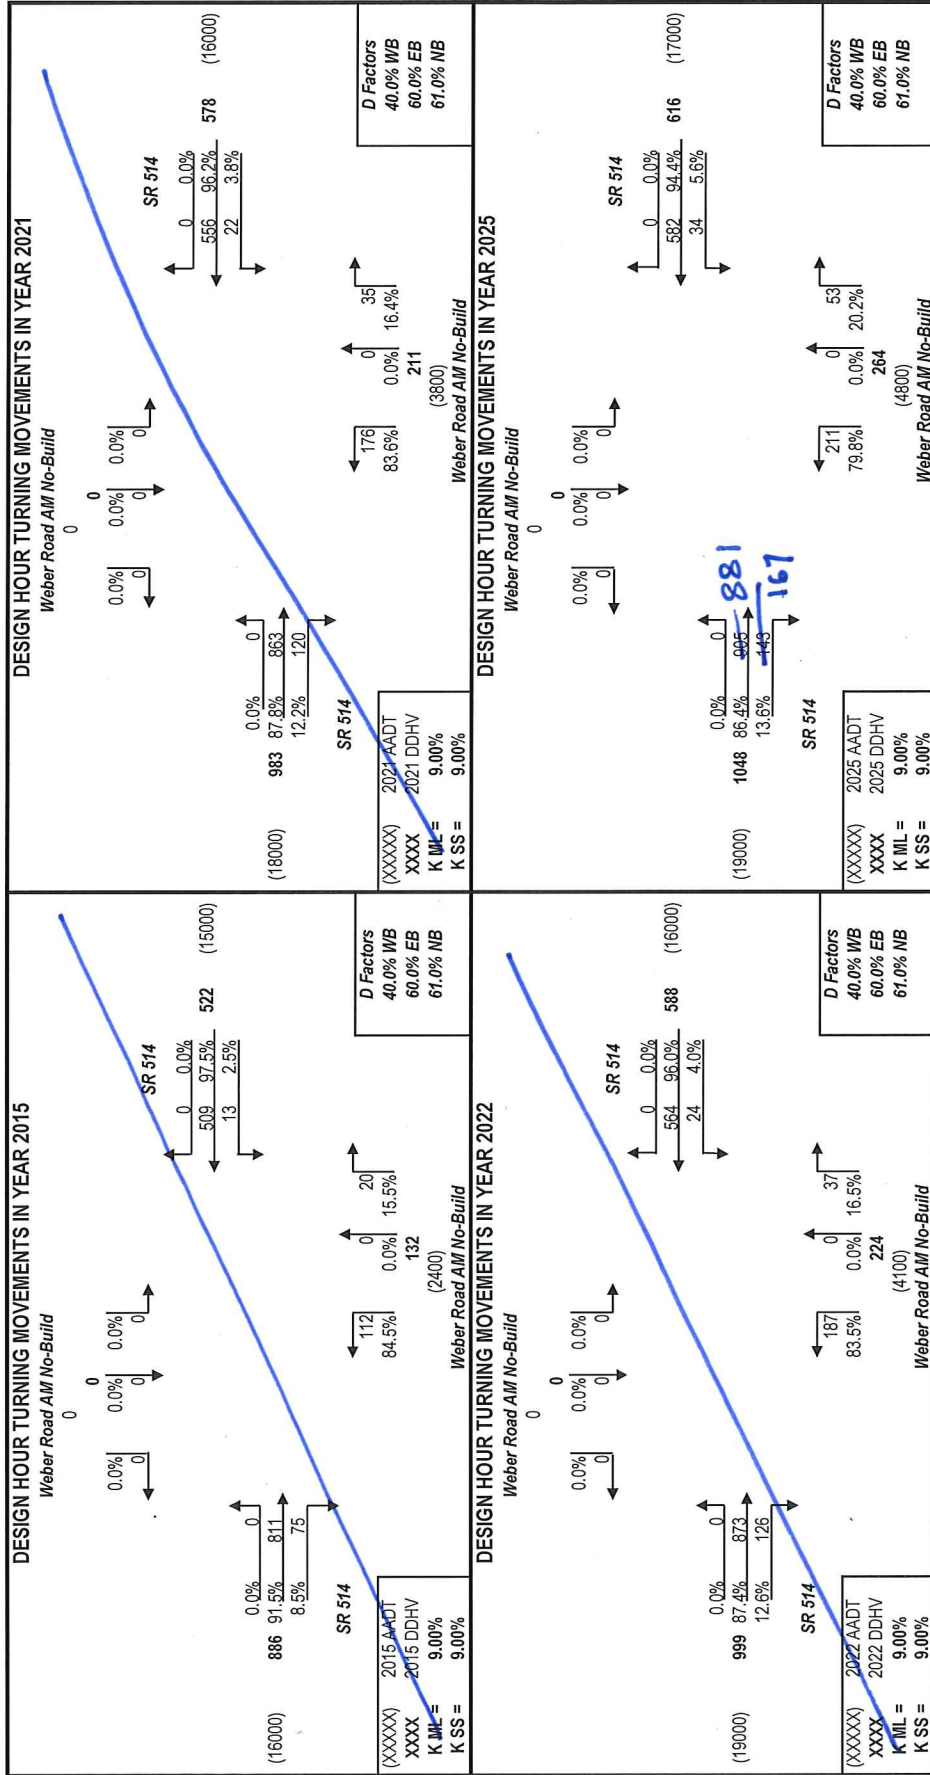 DESIGN HOUR TURNING MOVEMENTS IN YEAR 2015
Weber Road AM No-Build
0
0
0.0% 0.0% 0.0%
0 0 0
SR 514
0 0.0%
509 97.5% 522 (15000)
13 2.5%
0.0% 0
(16000) 886 91.5% 811
8.5% 75
SR 514
112 0 20
84.5% 0.0% 15.5%
132
(2400)
Weber Road AM No-Build
(XXXXX) 2015 AADT
XXXX 2015 DDHV
K ML = 9.00%
K SS = 9.00%
D Factors
40.0% WB
60.0% EB
61.0% NB
DESIGN HOUR TURNING MOVEMENTS IN YEAR 2021
Weber Road AM No-Build
0
0
0.0% 0.0% 0.0%
0 0 0
SR 514
0 0.0%
556 96.2% 578 (16000)
22 3.8%
0.0% 0
(18000) 983 87.8% 863
12.2% 120
SR 514
176 0 35
83.6% 0.0% 16.4%
211
(3800)
Weber Road AM No-Build
(XXXXX) 2021 AADT
XXXX 2021 DDHV
K ML = 9.00%
K SS = 9.00%
D Factors
40.0% WB
60.0% EB
61.0% NB
DESIGN HOUR TURNING MOVEMENTS IN YEAR 2022
Weber Road AM No-Build
0
0
0.0% 0.0% 0.0%
0 0 0
SR 514
0 0.0%
564 96.0% 588 (16000)
24 4.0%
0.0% 0
(19000) 999 87.4% 873
12.6% 126
SR 514
187 0 37
83.5% 0.0% 16.5%
224
(4100)
Weber Road AM No-Build
(XXXXX) 2022 AADT
XXXX 2022 DDHV
K ML = 9.00%
K SS = 9.00%
D Factors
40.0% WB
60.0% EB
61.0% NB
DESIGN HOUR TURNING MOVEMENTS IN YEAR 2025
Weber Road AM No-Build
0
0
0.0% 0.0% 0.0%
0 0 0
SR 514
0 0.0%
582 94.4% 616 (17000)
34 5.6%
0.0% 0
(19000) 1048 86.4% 905 881
13.6% 143 167
SR 514
211 0 53
79.8% 0.0% 20.2%
264
(4800)
Weber Road AM No-Build
(XXXXX) 2025 AADT
XXXX 2025 DDHV
K ML = 9.00%
K SS = 9.00%
D Factors
40.0% WB
60.0% EB
61.0% NB